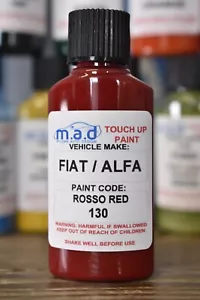 m.a.d
TOUCH UP
PAINT
VEHICLE MAKE:
FIAT / ALFA
PAINT CODE:
ROSSO RED
130
WARNING: HARMFUL IF SWALLOWED
KEEP OUT OF REACH OF CHILDREN
SHAKE WELL BEFORE USE